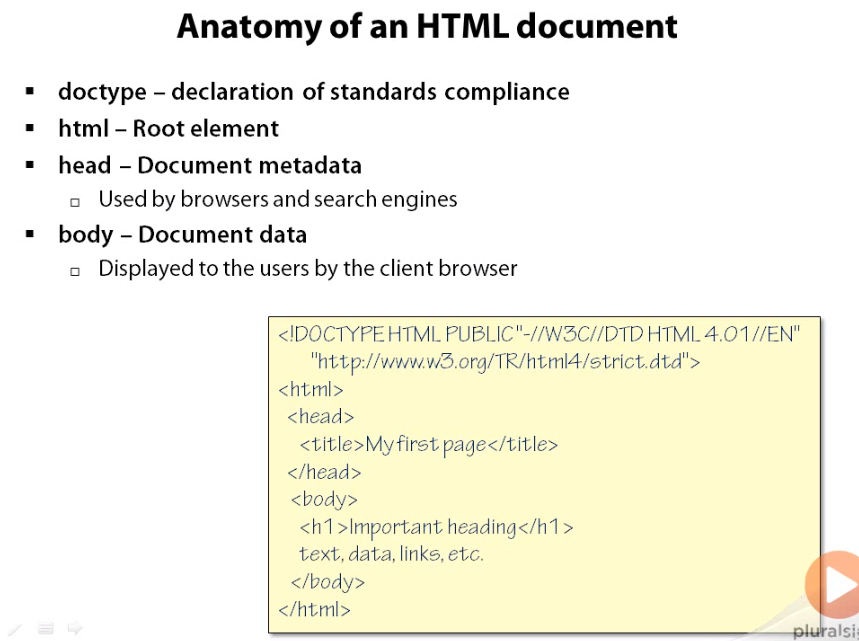 Anatomy of an HTML document
doctype – declaration of standards compliance
html – Root element
head – Document metadata
Used by browsers and search engines
body – Document data
Displayed to the users by the client browser
<!DOCTYPE HTML PUBLIC "-//W3C//DTD HTML 4.01//EN"
"http://www.w3.org/TR/html4/strict.dtd">
<html>
<head>
<title>My first page</title>
</head>
<body>
<h1>Important heading</h1>
text, data, links, etc.
</body>
</html>